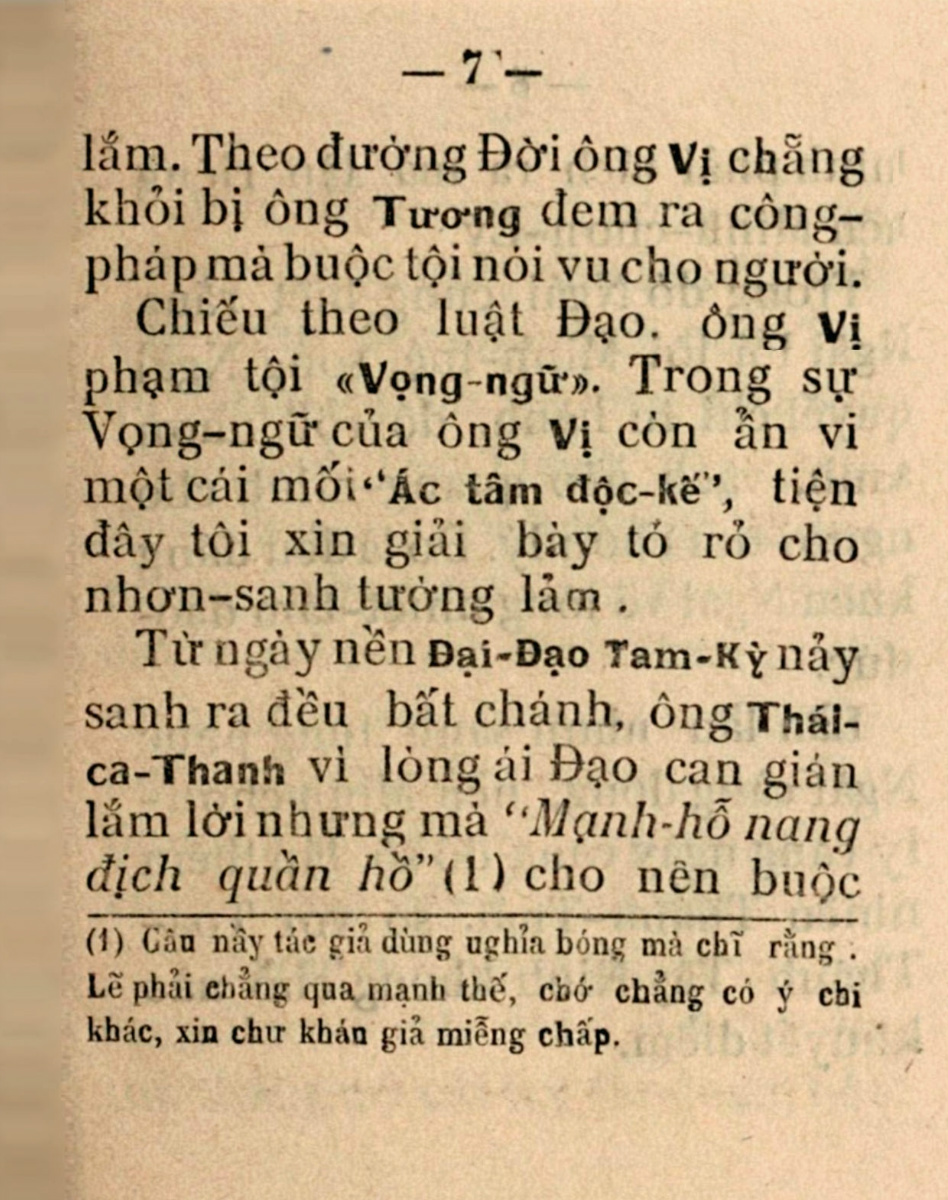 — 7 —
lắm. Theo đường Đời ông Vị chẵng
khỏi bị ông Tương đem ra công-
pháp mà buộc tội nói vu cho người.
Chiếu theo luật Đạo. ông Vị
phạm tội «Vọng-ngữ». Trong sự
Vọng-ngữ của ông Vị còn ẩn vi
một cái mối “Ác tâm độc-kế”, tiện
đây tôi xin giải bày tỏ rỏ cho
nhơn-sanh tường lảm .
Từ ngày nền Đại-Đạo Tam-Kỳ nảy
sanh ra đều bất chánh, ông Thái-
ca-Thanh vì lòng ái Đạo can gián
lắm lời nhưng mà “Mạnh-hỗ nang
địch quần hồ” (1) cho nên buộc
(1) Câu nầy tác giả dùng nghỉa bóng mà chĩ rằng .
Lẽ phải chẳng qua mạnh thế, chớ chẳng có ý chi
khác, xin chư khán giả miễng chấp.